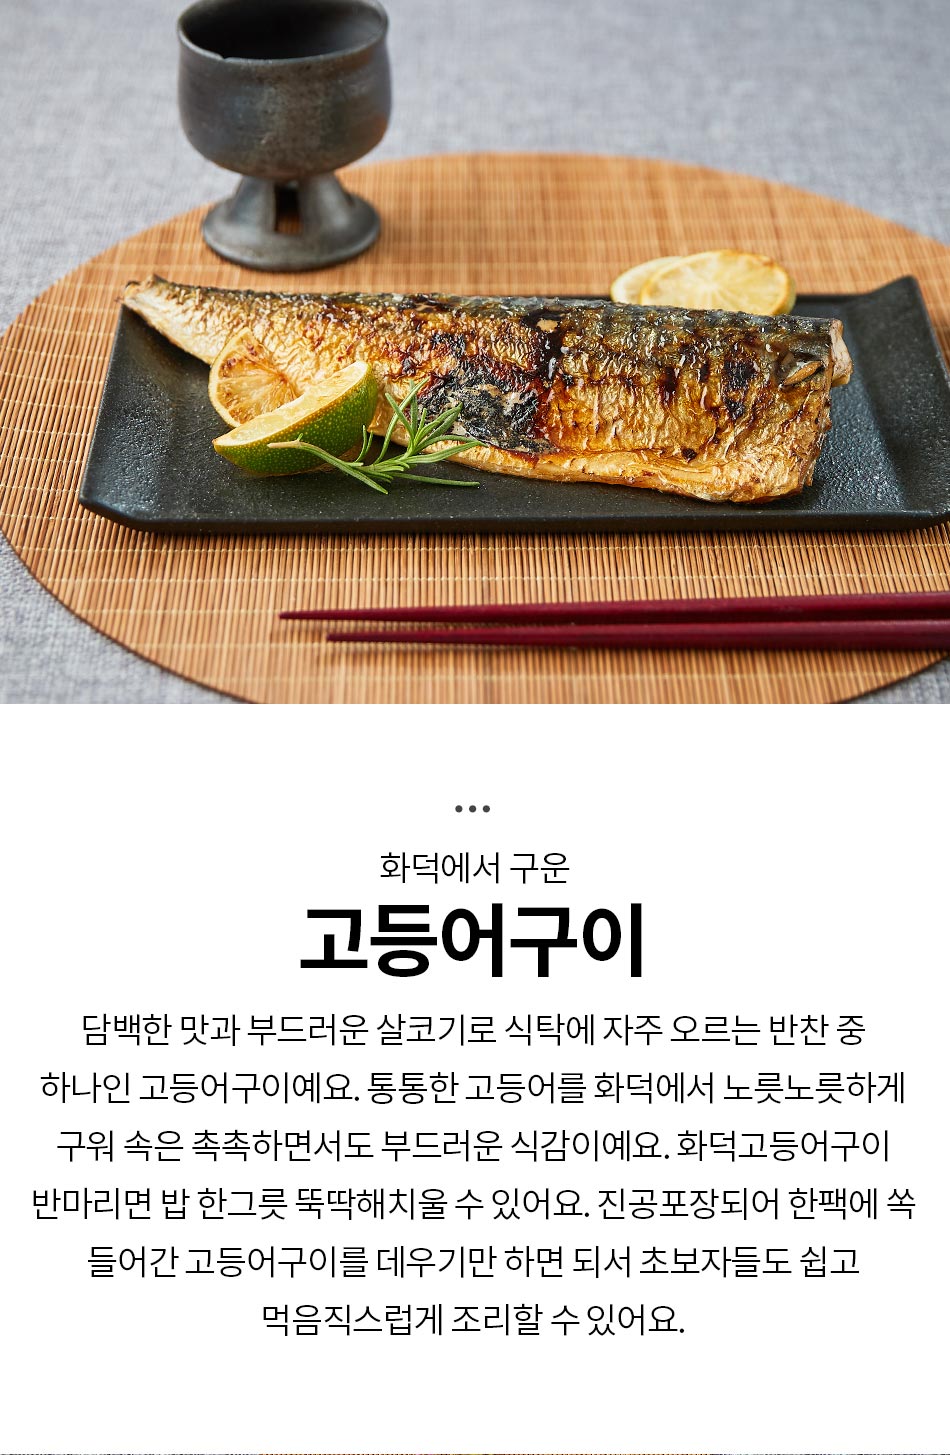 화덕에서 구운
고등어구이
담백한 맛과 부드러운 살코기로 식탁에 자주 오르는 반찬 중
하나인 고등어구이예요. 통통한 고등어를 화덕에서 노릇노릇하게
구워 속은 촉촉하면서도 부드러운 식감이예요. 화덕고등어구이
반마리면 밥 한그릇 뚝딱해치울 수 있어요. 진공포장되어 한팩에 쏙
들어간 고등어구이를 데우기만 하면 되서 초보자들도 쉽고
먹음직스럽게 조리할 수 있어요.